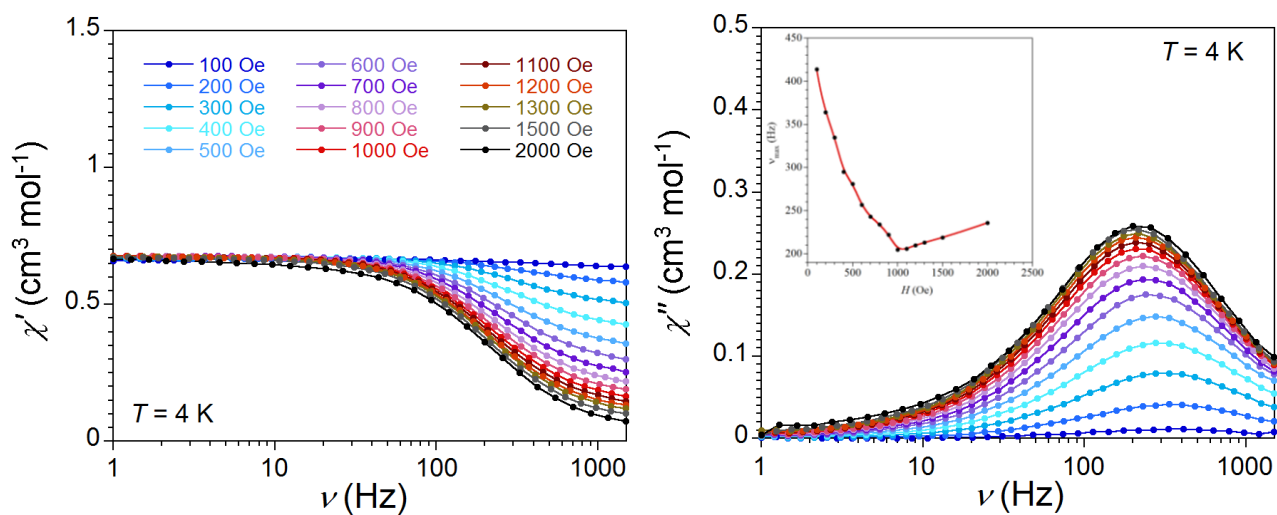 1.5
1
0.5
0
χ' (cm³ mol⁻¹)
100 Oe
200 Oe
300 Oe
400 Oe
500 Oe
600 Oe
700 Oe
800 Oe
900 Oe
1000 Oe
1100 Oe
1200 Oe
1300 Oe
1500 Oe
2000 Oe
T = 4 K
1 10 100 1000
ν (Hz)
0.5
0.4
0.3
0.2
0.1
0
χ'' (cm³ mol⁻¹)
T = 4 K
450
400
350
300
250
200
νmax (Hz)
0 500 1000 1500 2000 2500
H (Oe)
1 10 100 1000
ν (Hz)